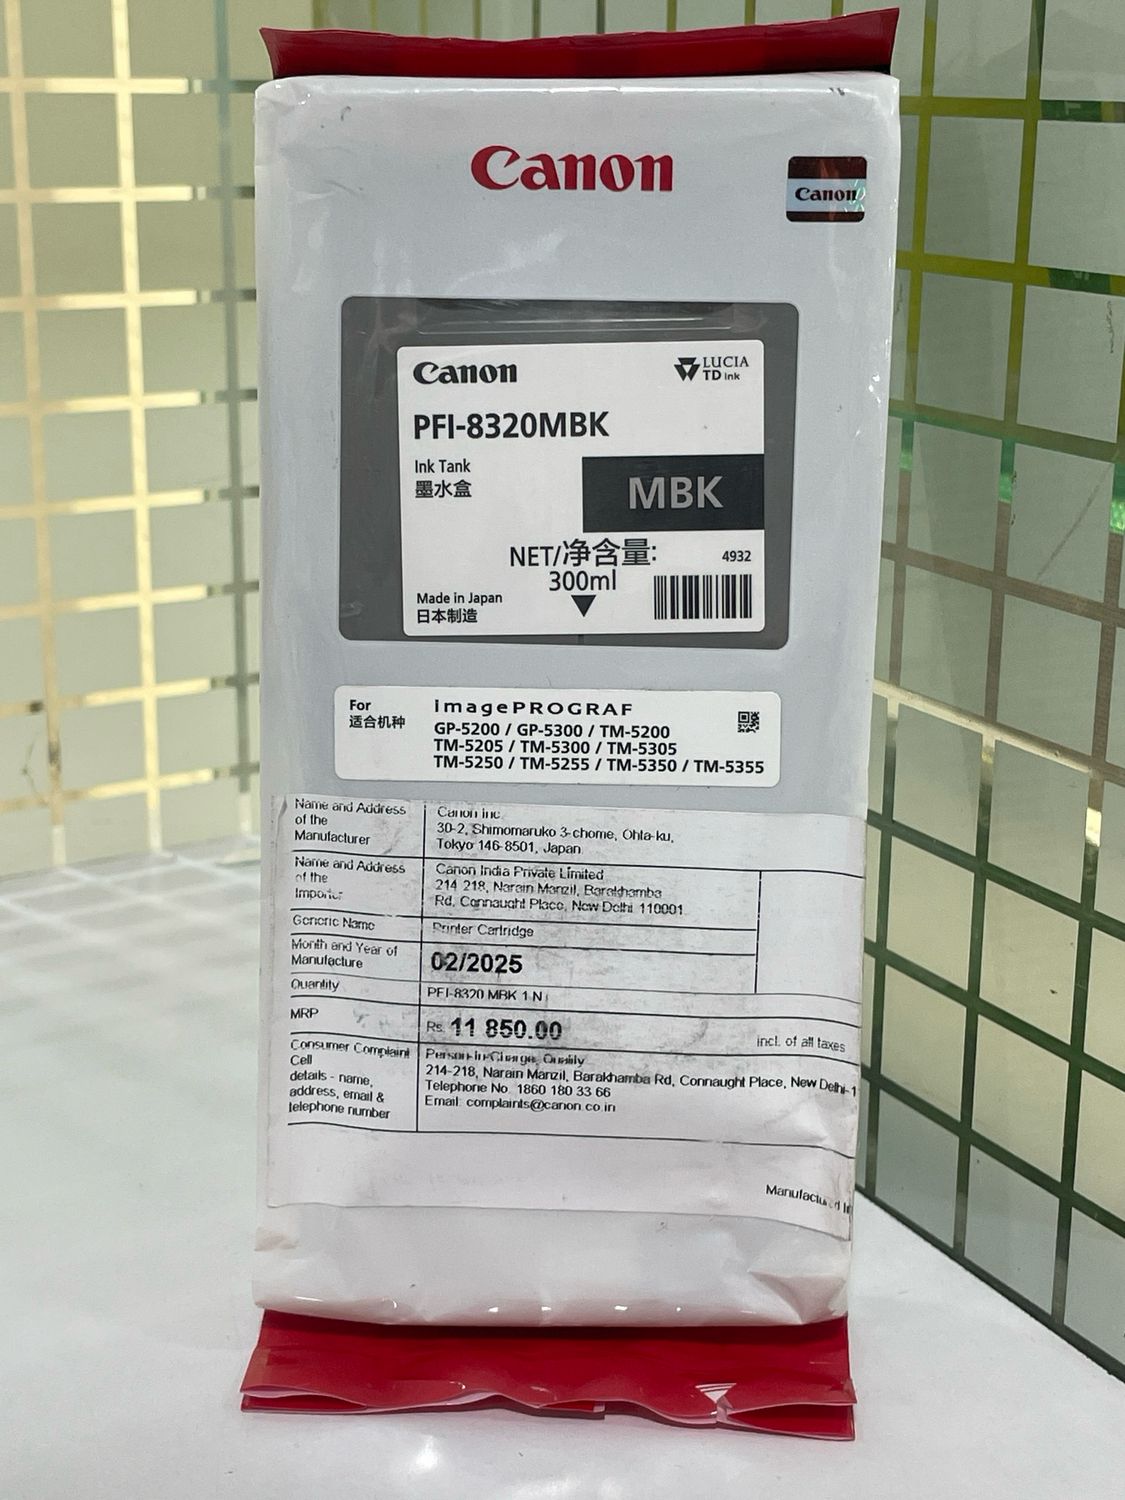 Canon
Canon
Canon
LUCIA
TD ink
PFI-8320MBK
Ink Tank
墨水盒
MBK
NET/净含量:
300ml
4932
Made in Japan
日本制造
For
适合机种
imagePROGRAF
GP-5200 / GP-5300 / TM-5200
TM-5205 / TM-5300 / TM-5305
TM-5250 / TM-5255 / TM-5350 / TM-5355
Name and Address
of the
Manufacturer
Canon Inc.
30-2, Shimomaruko 3-chome, Ohta-ku,
Tokyo 146-8501, Japan.
Name and Address
of the
Importer
Canon India Private Limited
214-218, Narain Manzil, Barakhamba
Rd, Connaught Place, New Delhi 110001
Generic Name
Printer Cartridge
Month and Year of
Manufacture
02/2025
Quantity
PFI-8320 MBK 1 N
MRP
Rs. 11 850.00
incl. of all taxes
Consumer Complaint
Cell
details - name,
address, email &
telephone number
Person-in-Charge, Quality
214-218, Narain Manzil, Barakhamba Rd, Connaught Place, New Delhi-1
Telephone No. 1860 180 33 66
Email: complaints@canon.co.in
Manufactured